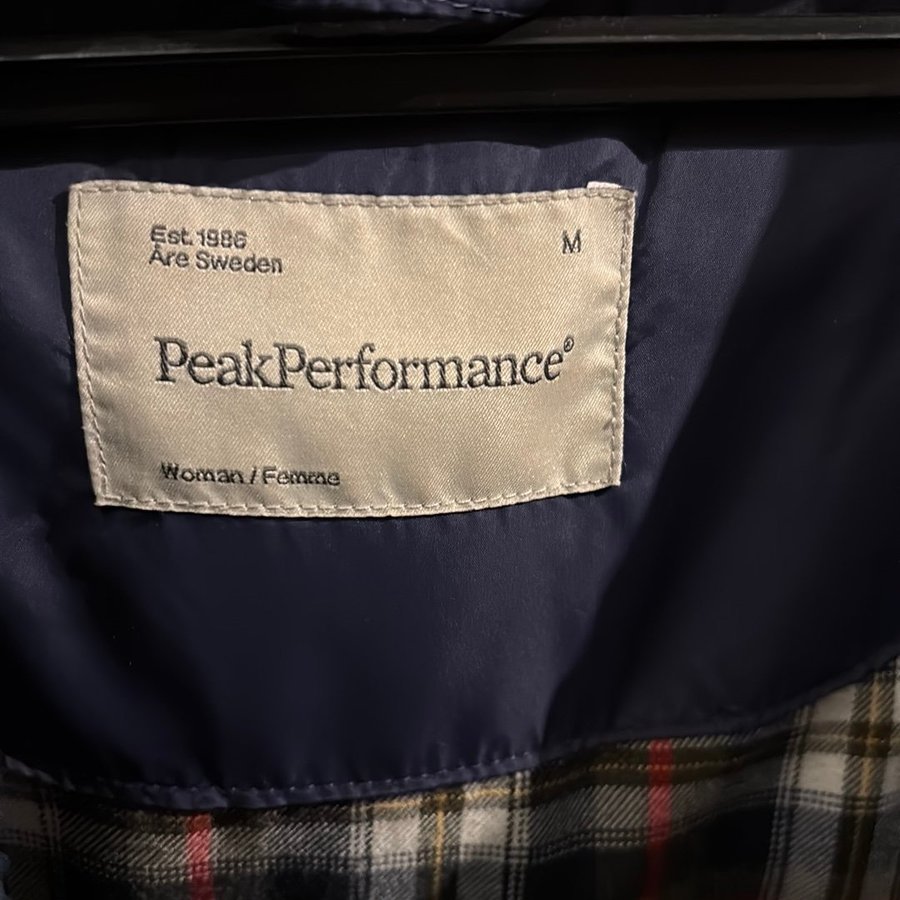 Est. 1986
Åre Sweden
M
PeakPerformance®
Woman / Femme